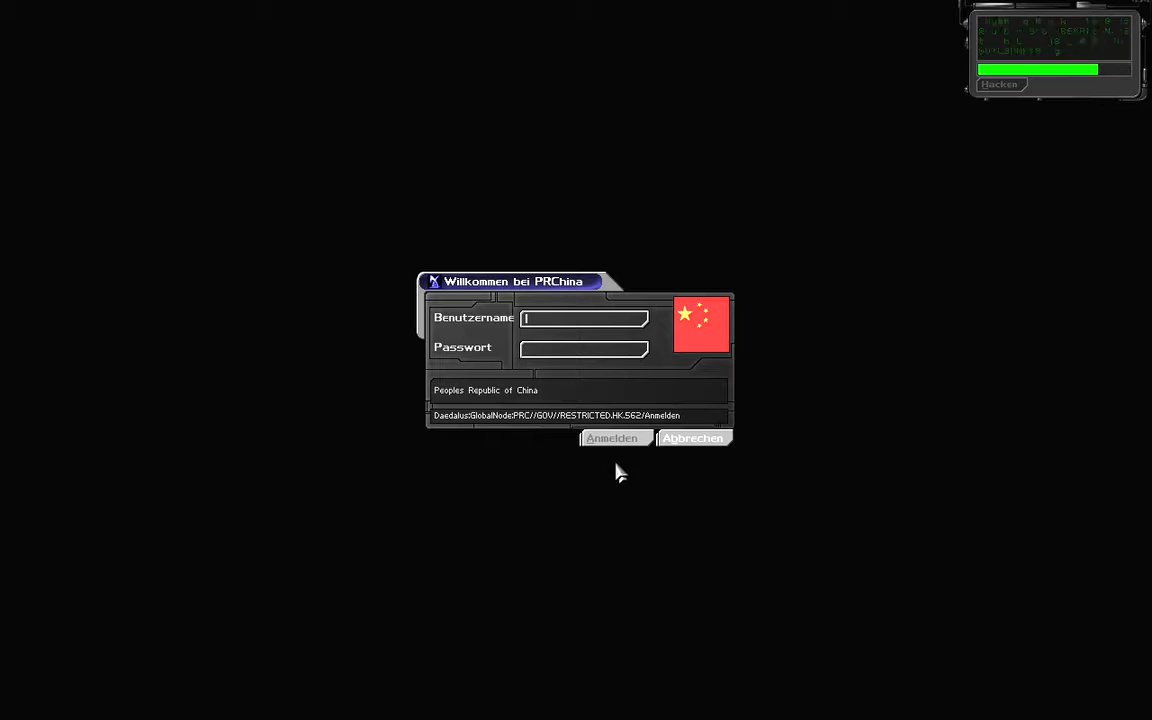 Hacken
Willkommen bei PRChina
Benutzername
Passwort
Peoples Republic of China
Daedalus:GlobalNode:PRC//GOV//RESTRICTED.HK.562/Anmelden
Anmelden
Abbrechen